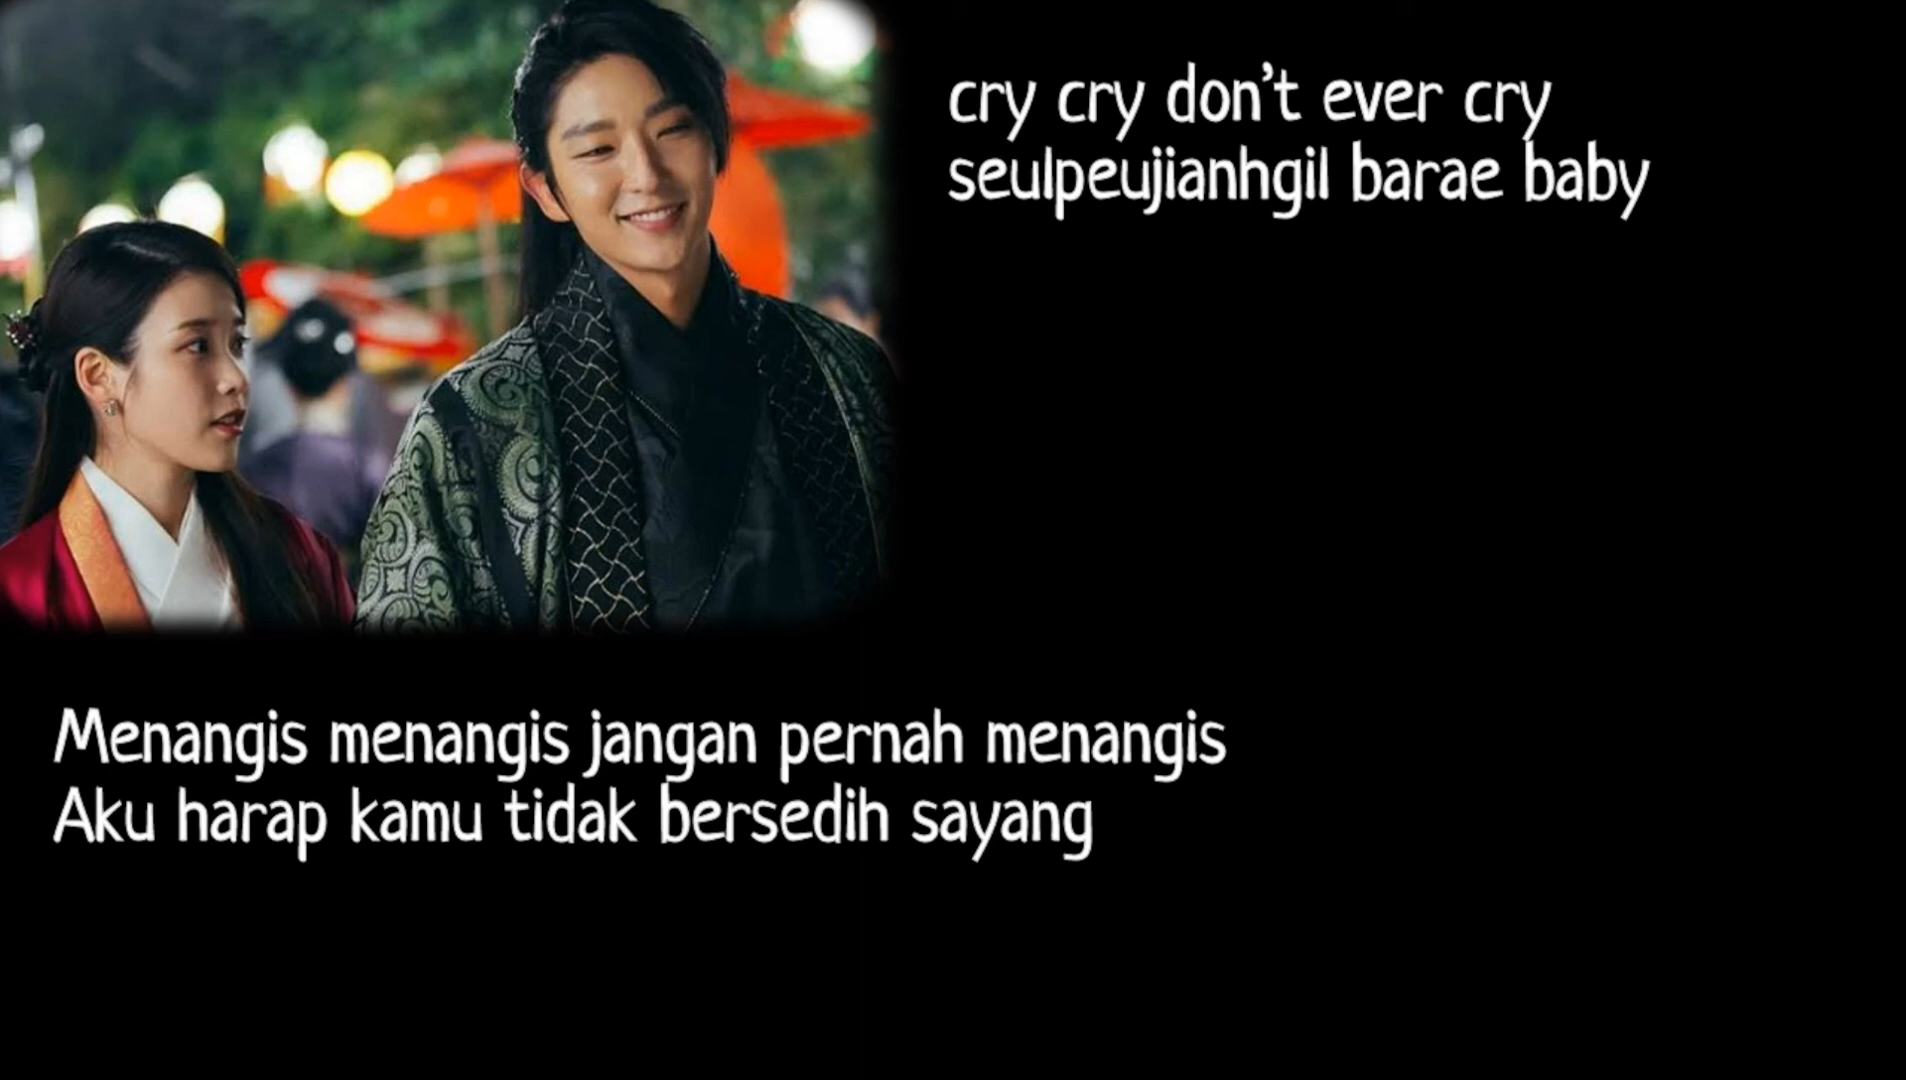 cry cry don't ever cry
seulpeujianhgil barae baby
Menangis menangis jangan pernah menangis
Aku harap kamu tidak bersedih sayang